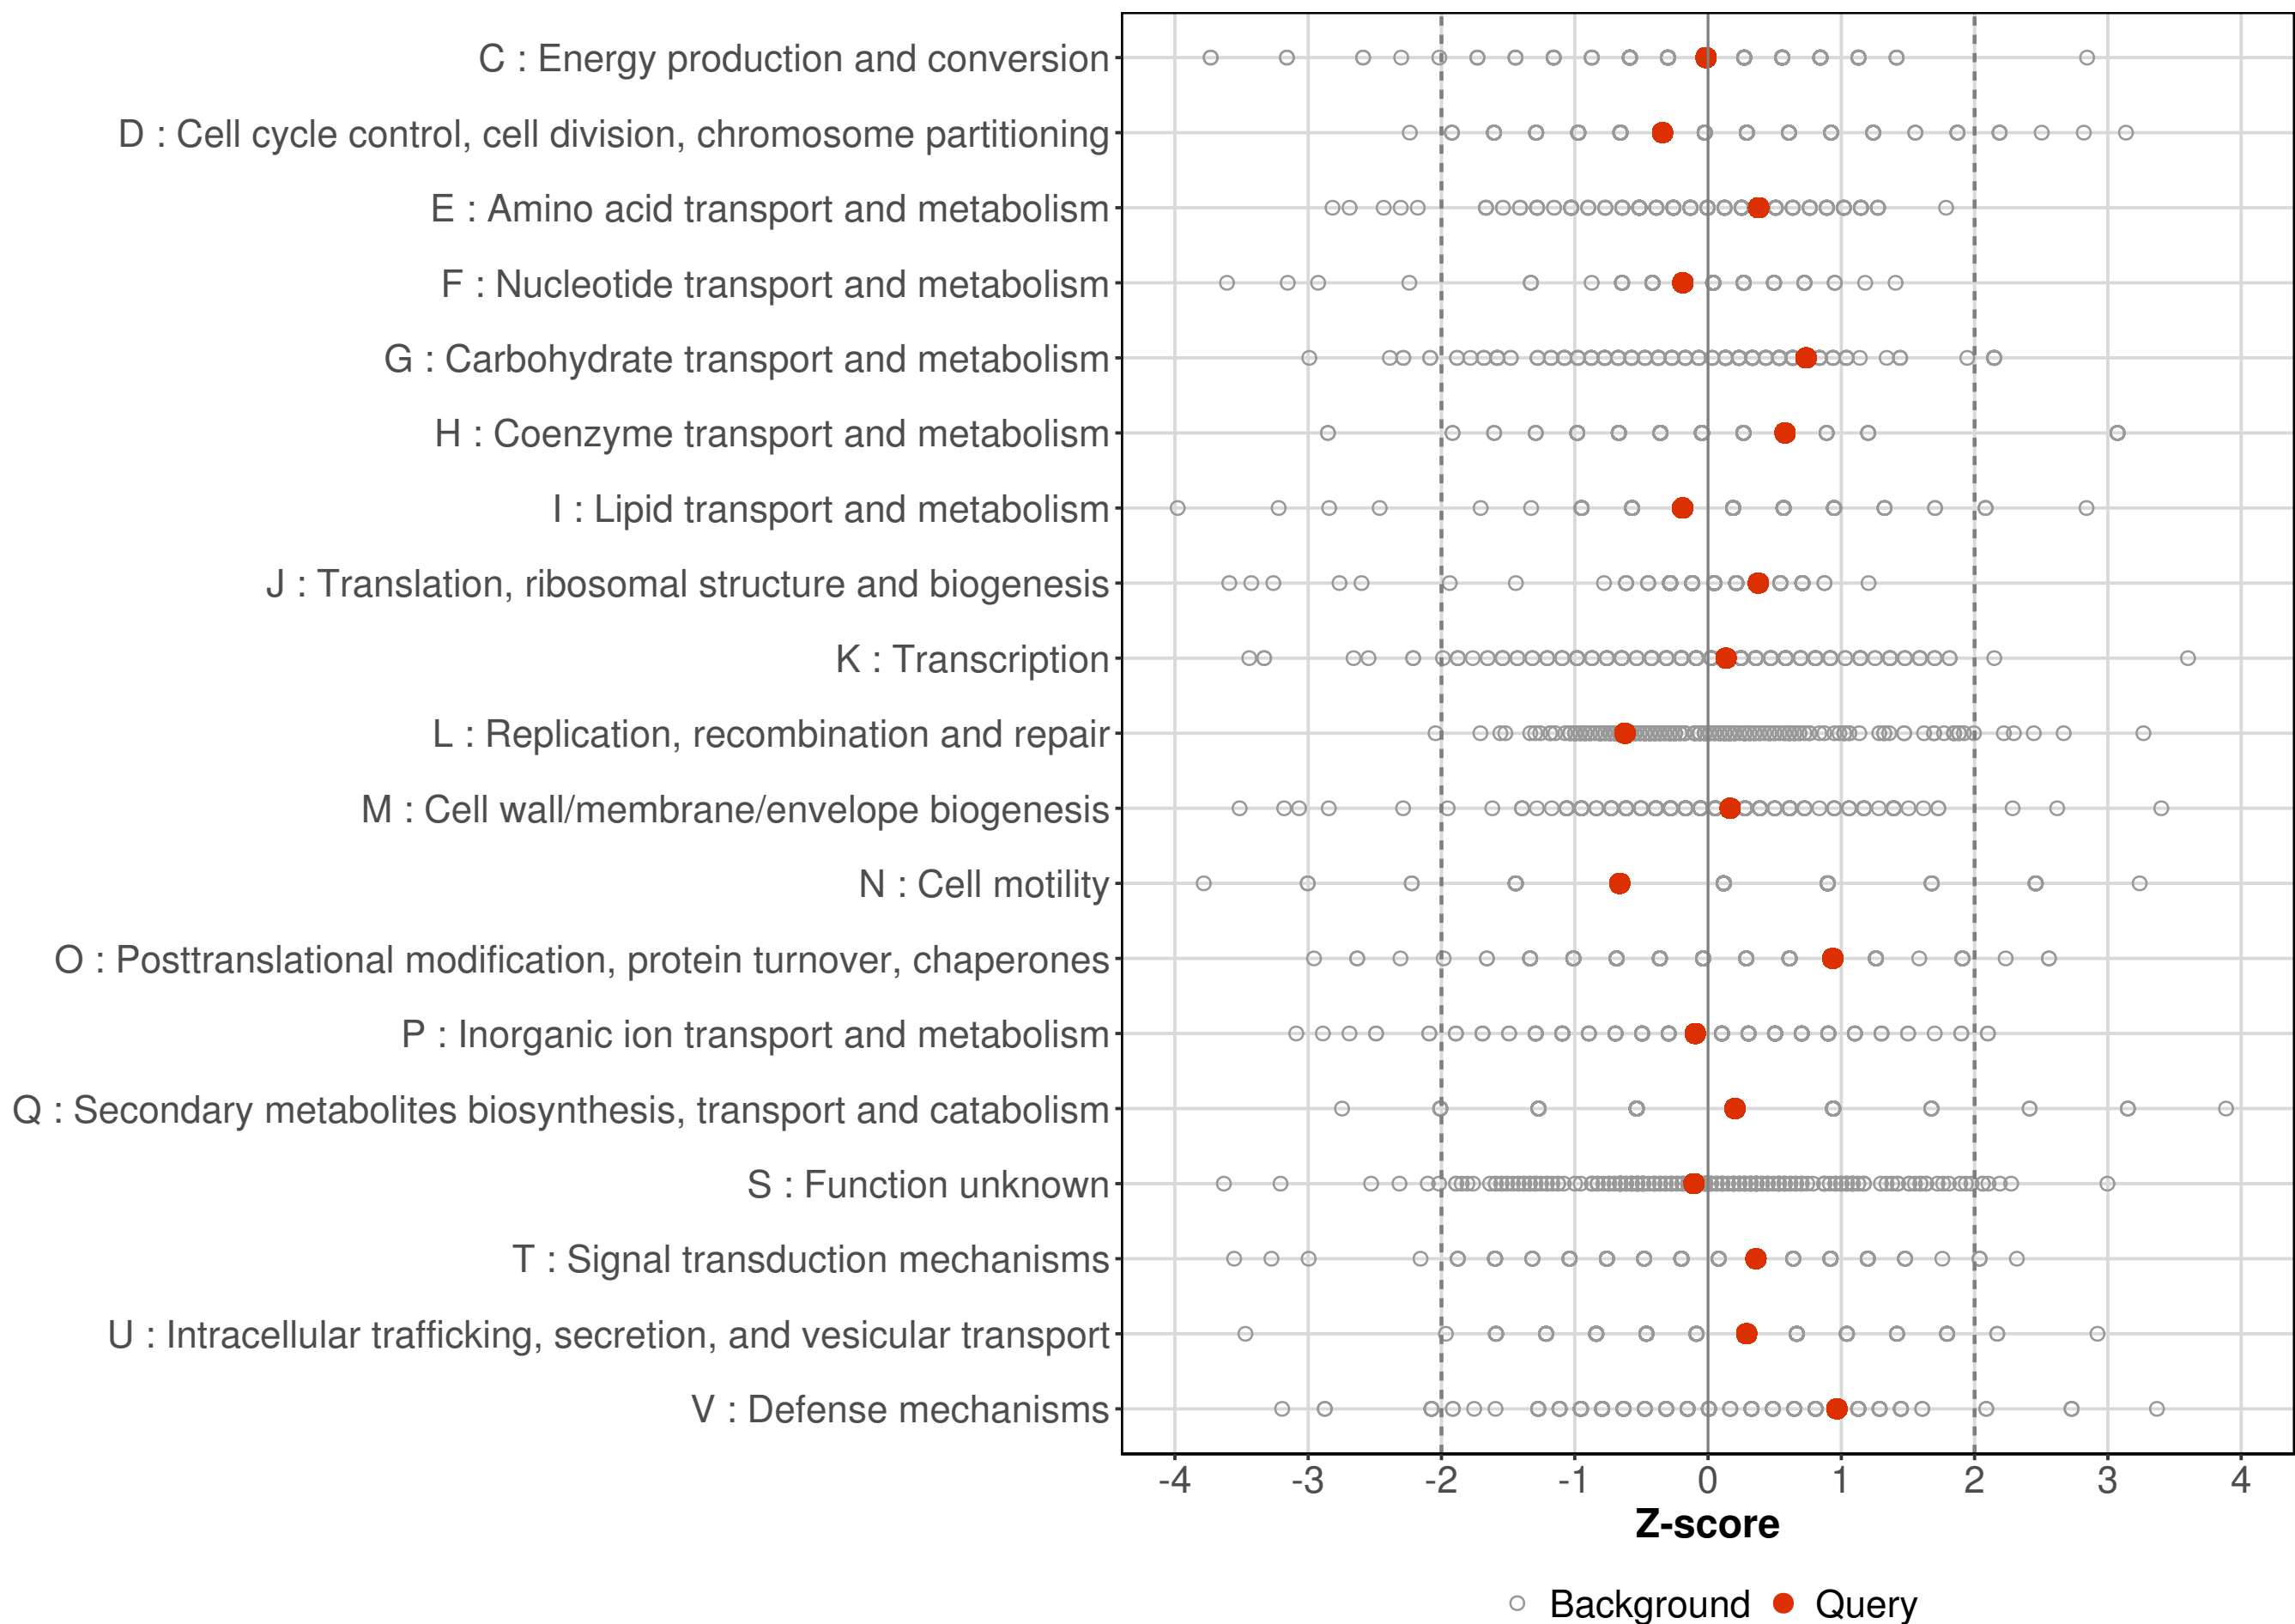 C : Energy production and conversion
D : Cell cycle control, cell division, chromosome partitioning
E : Amino acid transport and metabolism
F : Nucleotide transport and metabolism
G : Carbohydrate transport and metabolism
H : Coenzyme transport and metabolism
I : Lipid transport and metabolism
J : Translation, ribosomal structure and biogenesis
K : Transcription
L : Replication, recombination and repair
M : Cell wall/membrane/envelope biogenesis
N : Cell motility
O : Posttranslational modification, protein turnover, chaperones
P : Inorganic ion transport and metabolism
Q : Secondary metabolites biosynthesis, transport and catabolism
S : Function unknown
T : Signal transduction mechanisms
U : Intracellular trafficking, secretion, and vesicular transport
V : Defense mechanisms
-4 -3 -2 -1 0 1 2 3 4
Z-score
Background Query